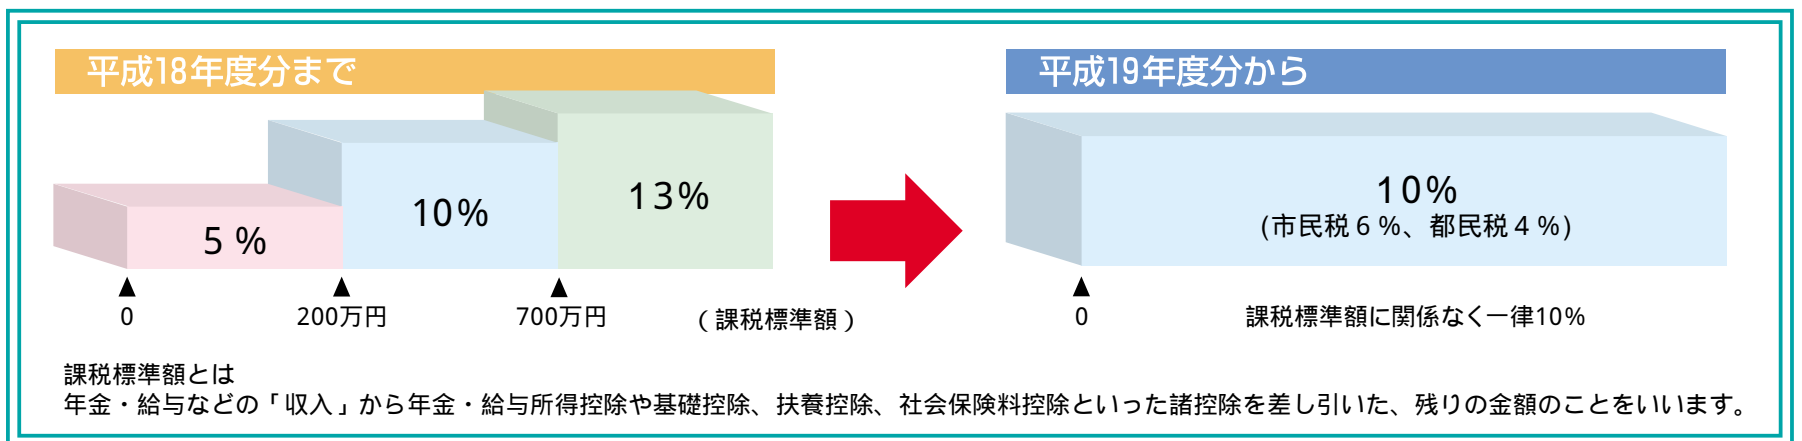 平成18年度分まで
平成19年度分から
5%
10%
13%
10%
(市民税6%、都民税4%)
0
200万円
700万円
(課税標準額)
0
課税標準額に関係なく一律10%
課税標準額とは
年金・給与などの「収入」から年金・給与所得控除や基礎控除、扶養控除、社会保険料控除といった諸控除を差し引いた、残りの金額のことをいいます。